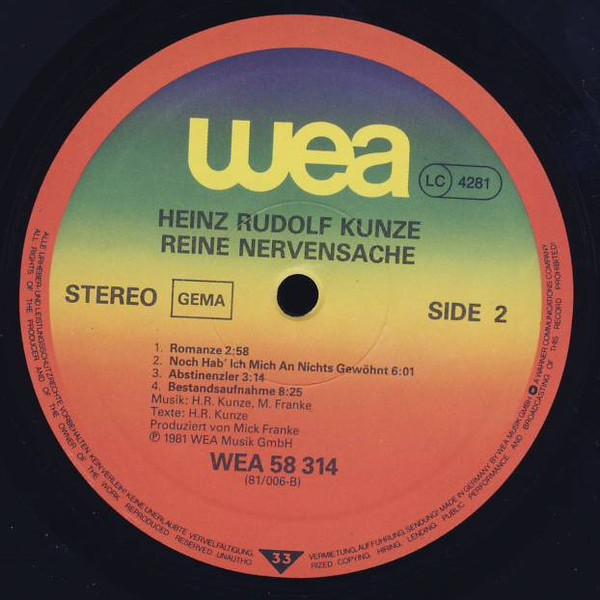 wea
LC 4281
HEINZ RUDOLF KUNZE
REINE NERVENSACHE
STEREO
GEMA
SIDE 2
1. Romanze 2:58
2. Noch Hab' Ich Mich An Nichts Gewöhnt 6:01
3. Abstinenzler 3:14
4. Bestandsaufnahme 8:25
Musik: H.R. Kunze, M. Franke
Texte: H.R. Kunze
Produziert von Mick Franke
℗ 1981 WEA Musik GmbH
WEA 58 314
(81/006-B)
ALLE URHEBER- UND LEISTUNGSSCHUTZRECHTE VORBEHALTEN. KEIN VERLEIH! KEINE UNERLAUBTE VERVIELFÄLTIGUNG,
ALL RIGHTS OF THE PRODUCER AND OF THE OWNER OF THE WORK REPRODUCED RESERVED. UNAUTHO
33
VERMIETUNG, AUFFÜHRUNG, SENDUNG! MADE IN GERMANY BY WEA MUSIK GMBH A WARNER COMMUNICATIONS COMPANY
RIZED COPYING, HIRING, LENDING, PUBLIC PERFORMANCE AND BROADCASTING OF THIS RECORD PROHIBITED!